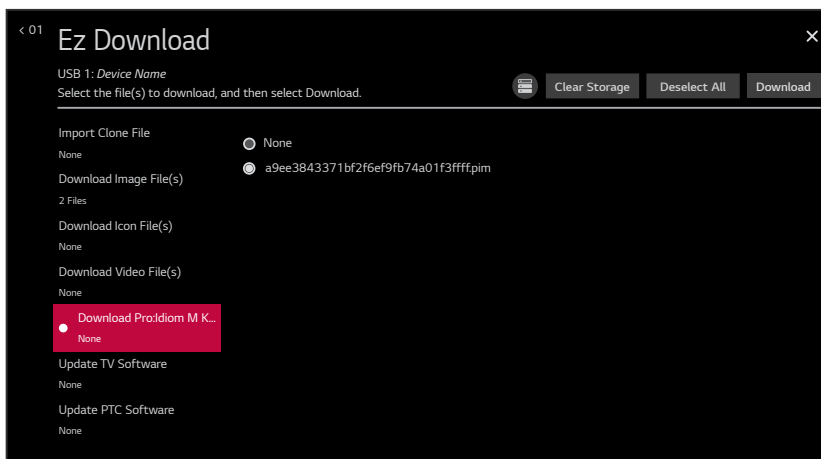 < 01
Ez Download
USB 1: Device Name
Select the file(s) to download, and then select Download.
Clear Storage
Deselect All
Download
Import Clone File
None
Download Image File(s)
2 Files
Download Icon File(s)
None
Download Video File(s)
None
Download Pro:Idiom M K...
None
Update TV Software
None
Update PTC Software
None
None
a9ee3843371bf2f6ef9fb74a01f3ffff.pim